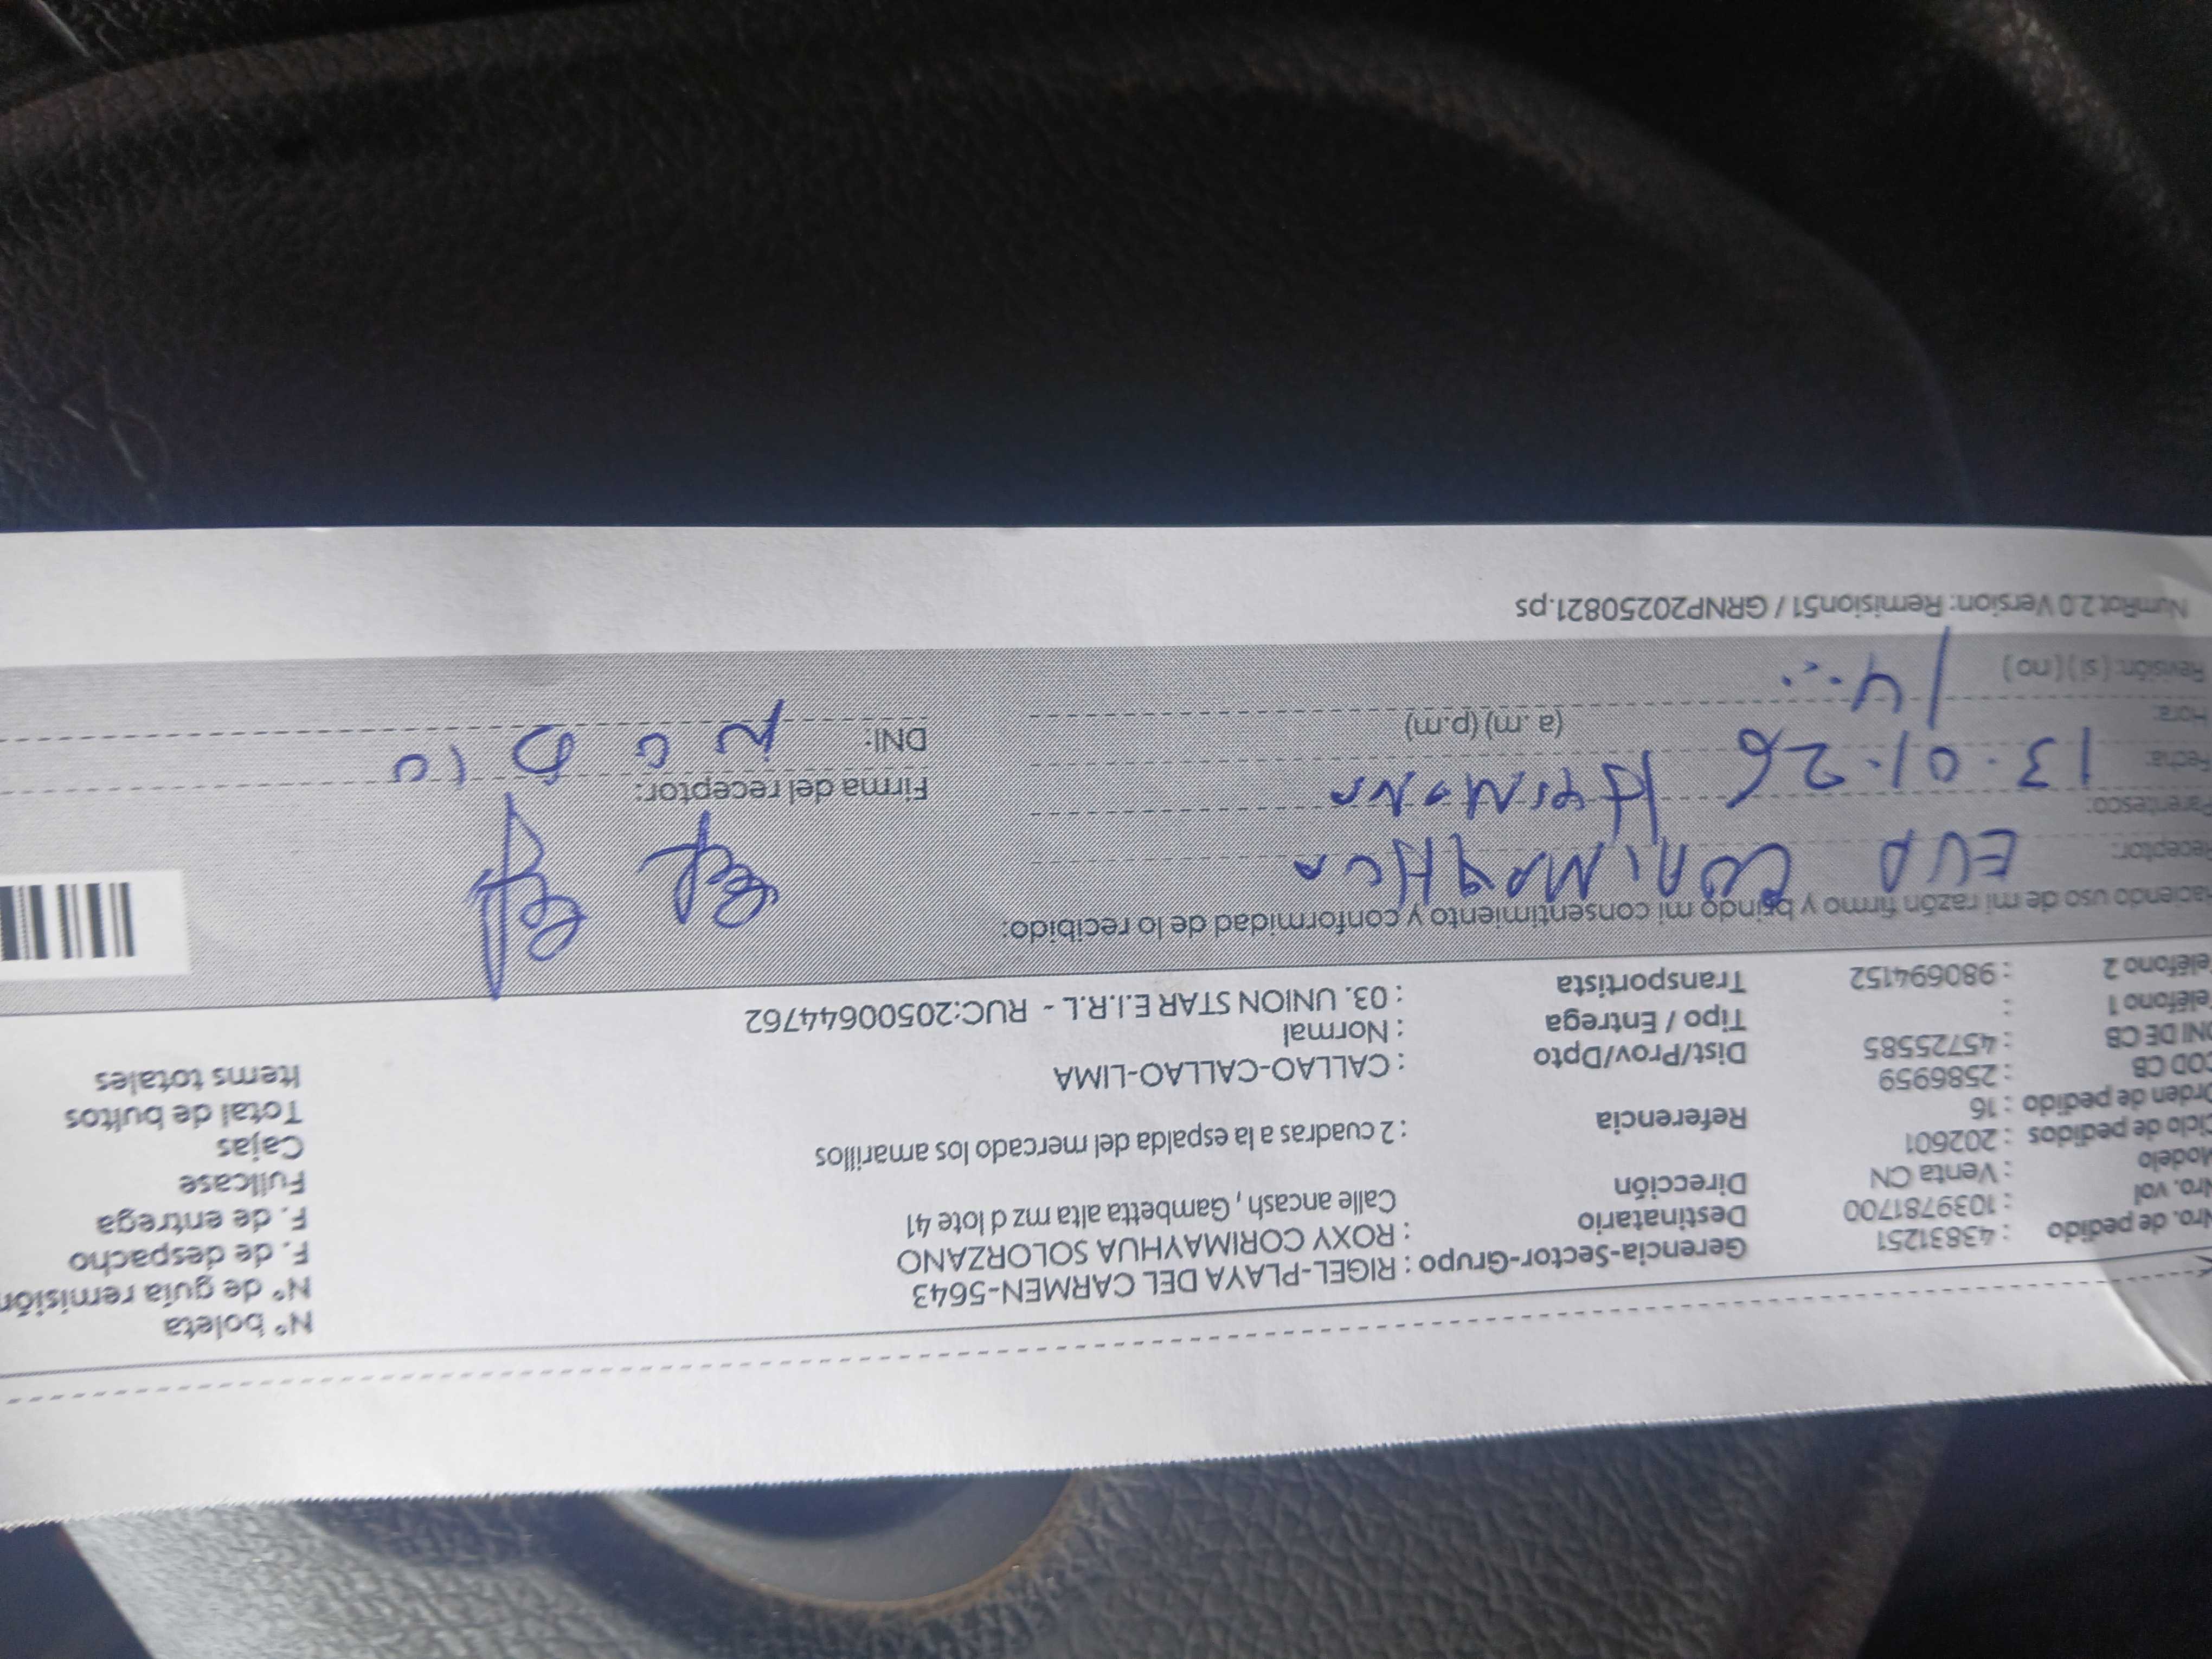 Nro. de pedido : 43831251 Gerencia-Sector-Grupo : RIGEL-PLAYA DEL CARMEN-5643 N° boleta
Nro. vol : 1039781700 Destinatario : ROXY CORIMAYHUA SOLORZANO N° de guía remisión
Modelo : Venta CN Dirección Calle ancash , Gambetta alta mz d lote 41 F. de despacho
Ciclo de pedidos : 202601 F. de entrega
Orden de pedido : 16 Referencia : 2 cuadras a la espalda del mercado los amarillos Fullcase
COD CB : 2586959 Cajas
DNI DE CB : 45725585 Dist/Prov/Dpto : CALLAO-CALLAO-LIMA Total de bultos
Teléfono 1 : Tipo / Entrega : Normal Items totales
Teléfono 2 : 980694152 Transportista : 03. UNION STAR E.I.R.L - RUC:20500644762
Haciendo uso de mi razón firmo y brindo mi consentimiento y conformidad de lo recibido:
Receptor: EVA
Parentesco: Firma del receptor:
Fecha: 13.01.26 DNI:
Hora: 14 (a.m) (p.m)
Revisión: (si) (no)
NumRot 2.0 Version: Remision51 / GRNP20250821.ps